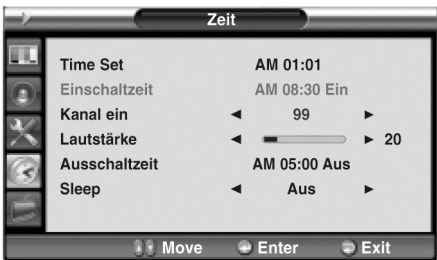 Zeit
Time Set AM 01:01
Einschaltzeit AM 08:30 Ein
Kanal ein ◄ 99 ►
Lautstärke ◄ ► 20
Ausschaltzeit AM 05:00 Aus
Sleep ◄ Aus ►
Move Enter Exit